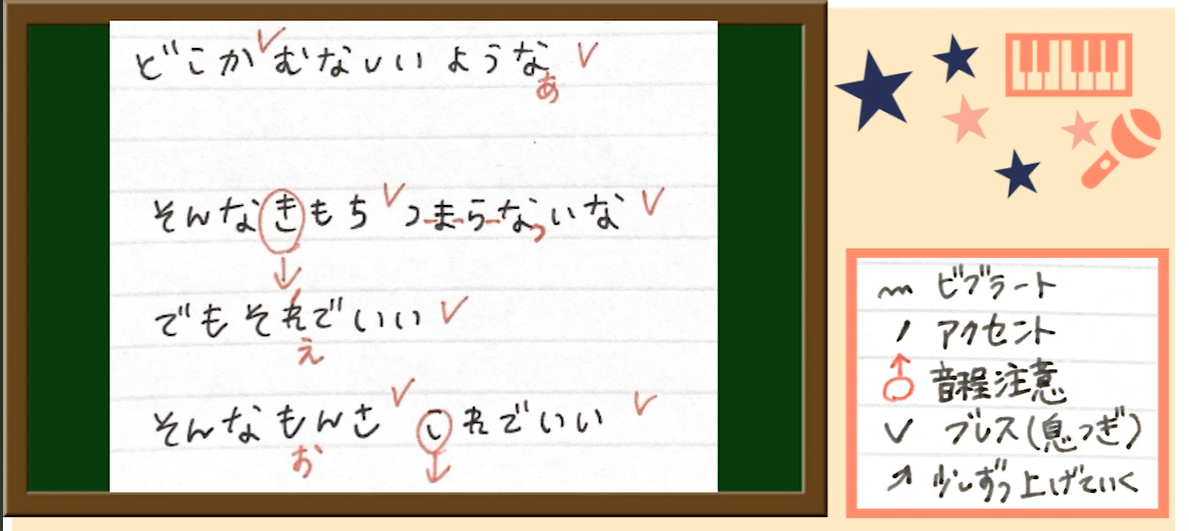 どこか むなしいような
あ
そんなきもち つまらないな
でもそれでいい
え
そんなもんさ これでいい
お
ビブラート
アクセント
音程注意
ブレス(息つぎ)
少しずつ上げていく